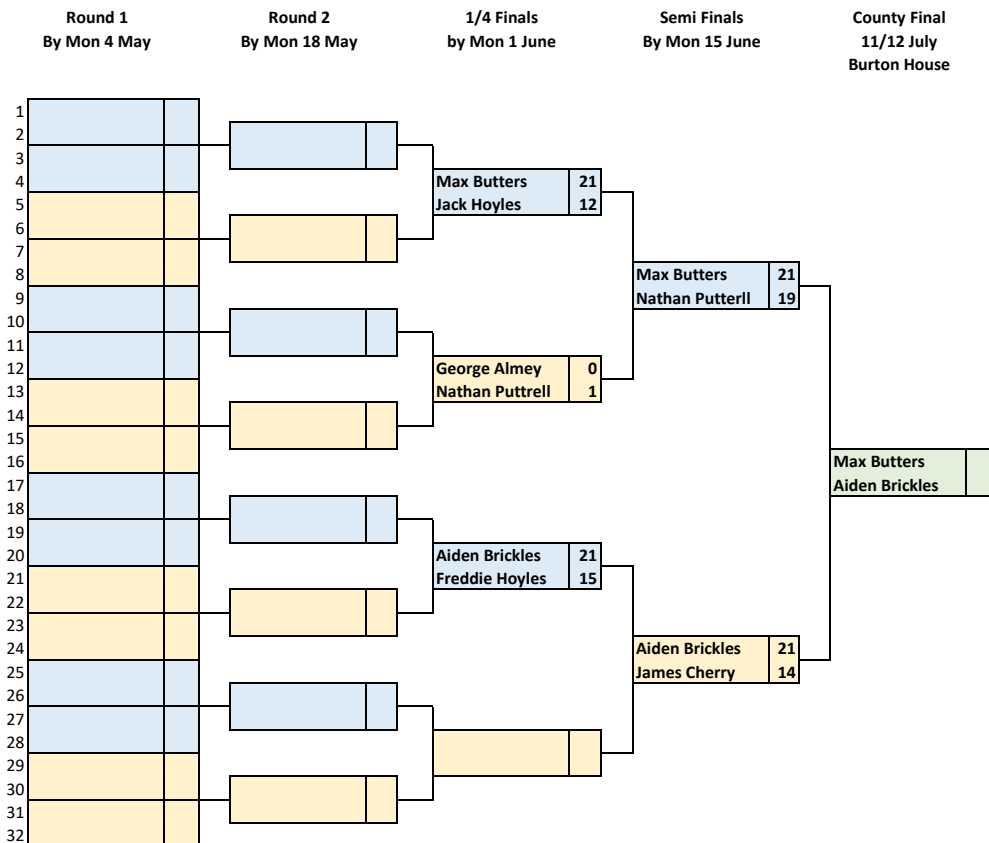 Round 1
By Mon 4 May
Round 2
By Mon 18 May
1/4 Finals
by Mon 1 June
Semi Finals
By Mon 15 June
County Final
11/12 July
Burton House
1
2
3
4
5
6
7
8
9
10
11
12
13
14
15
16
17
18
19
20
21
22
23
24
25
26
27
28
29
30
31
32
Max Butters 21
Jack Hoyles 12
George Almey 0
Nathan Puttrell 1
Aiden Brickles 21
Freddie Hoyles 15
Max Butters 21
Nathan Putterll 19
Aiden Brickles 21
James Cherry 14
Max Butters
Aiden Brickles